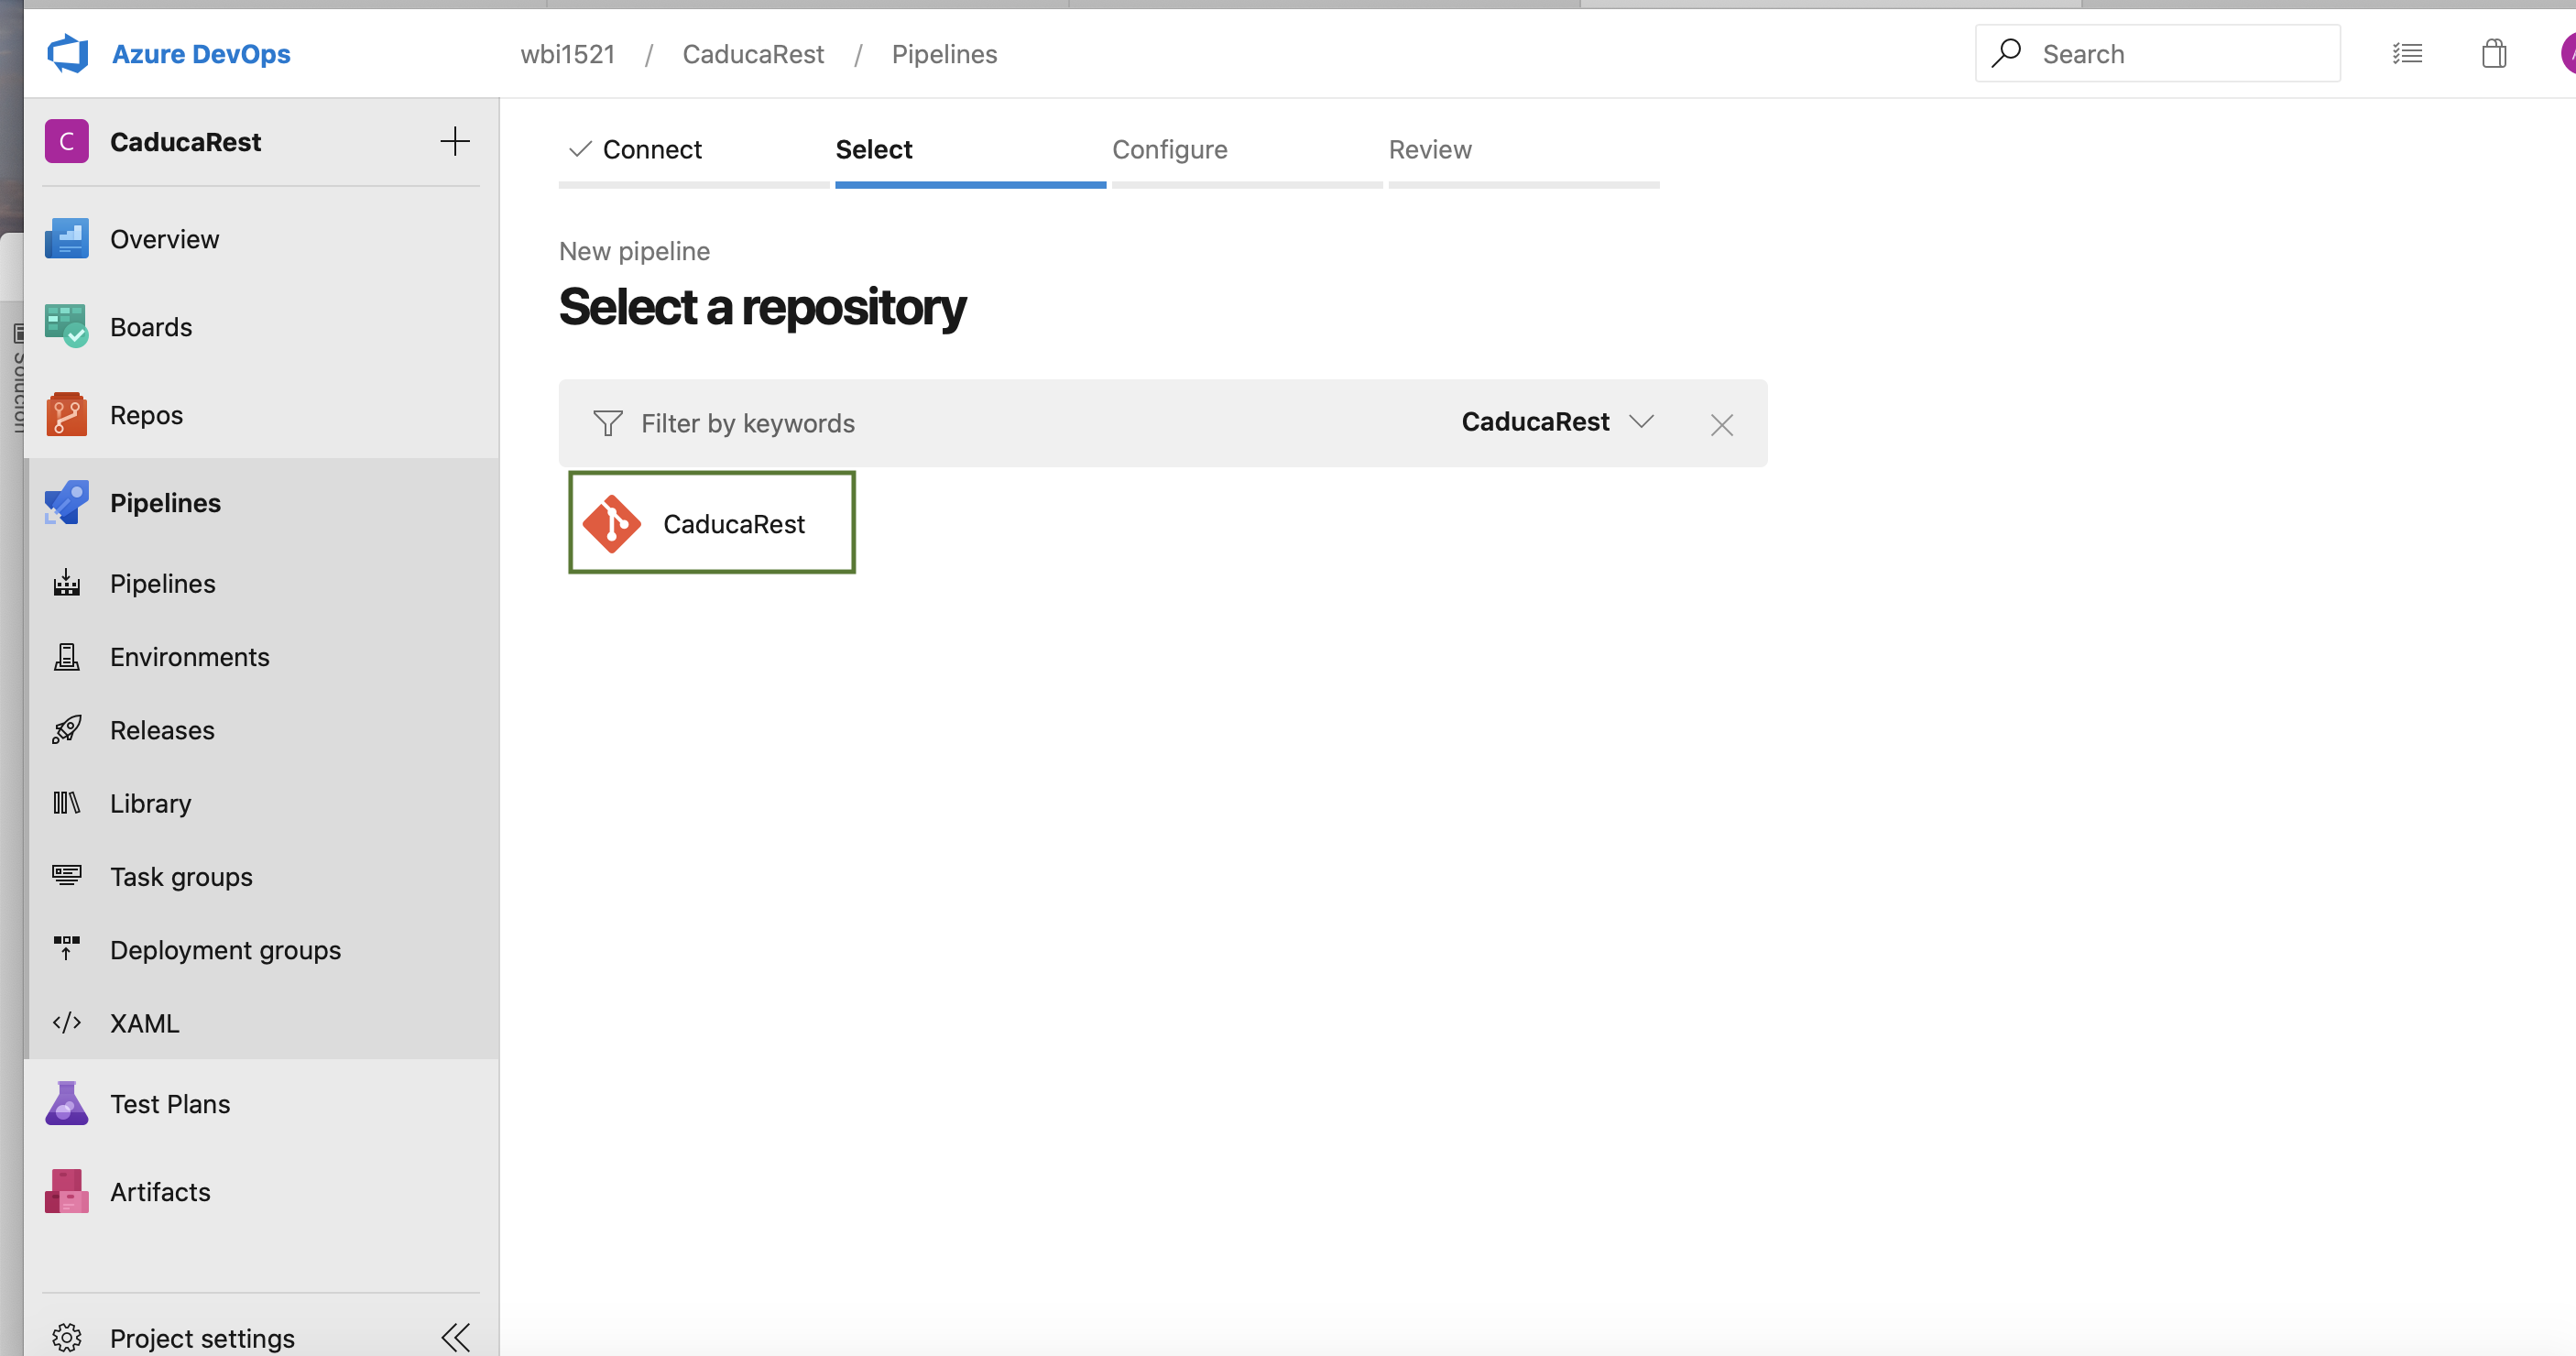 Azure DevOps
wbi1521 / CaducaRest / Pipelines
Search
C CaducaRest
Connect Select Configure Review
Overview
Boards
Repos
Pipelines
Pipelines
Environments
Releases
Library
Task groups
Deployment groups
XAML
Test Plans
Artifacts
Project settings
New pipeline
Select a repository
Filter by keywords CaducaRest
CaducaRest
Solución